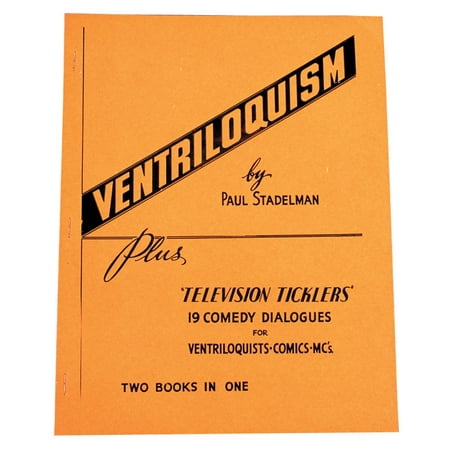 VENTRILOQUISM
by
PAUL STADELMAN
Plus
'TELEVISION TICKLERS'
19 COMEDY DIALOGUES
FOR
VENTRILOQUISTS·COMICS·MC's.
TWO BOOKS IN ONE